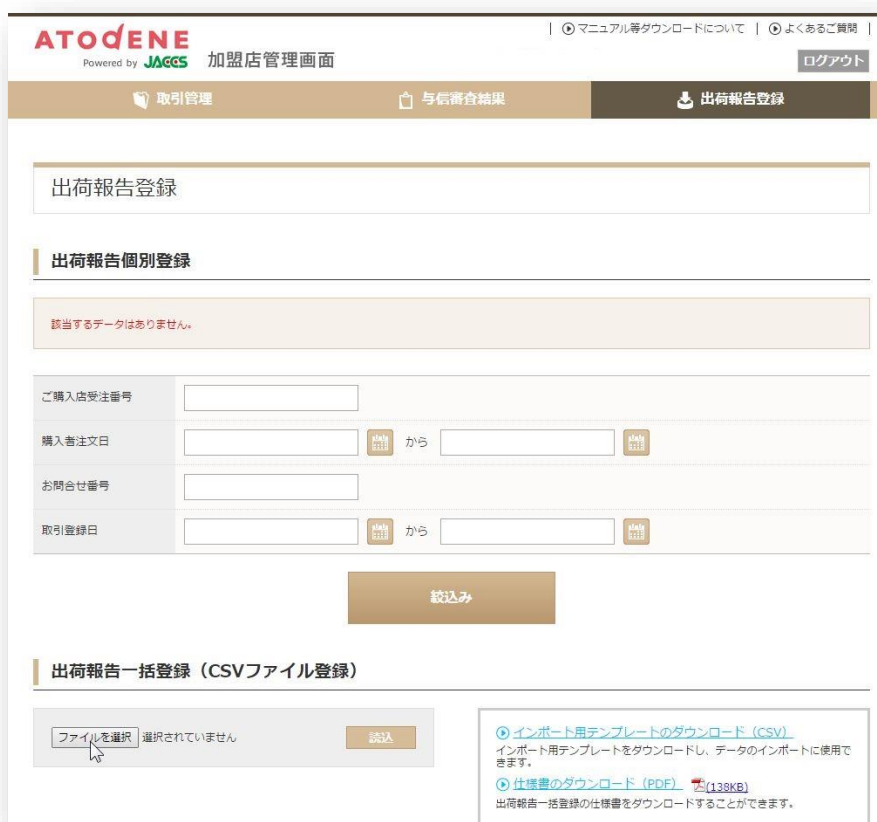 ATODENE
Powered by JACCS 加盟店管理画面
| マニュアル等ダウンロードについて | よくあるご質問 |
ログアウト
取引管理 与信審査結果 出荷報告登録
出荷報告登録
出荷報告個別登録
該当するデータはありません。
ご購入店受注番号
購入者注文日 から
お問合せ番号
取引登録日 から
絞込み
出荷報告一括登録（CSVファイル登録）
ファイルを選択 選択されていません 読込
インポート用テンプレートのダウンロード（CSV）
インポート用テンプレートをダウンロードし、データのインポートに使用で
きます。
仕様書のダウンロード（PDF） (138KB)
出荷報告一括登録の仕様書をダウンロードすることができます。